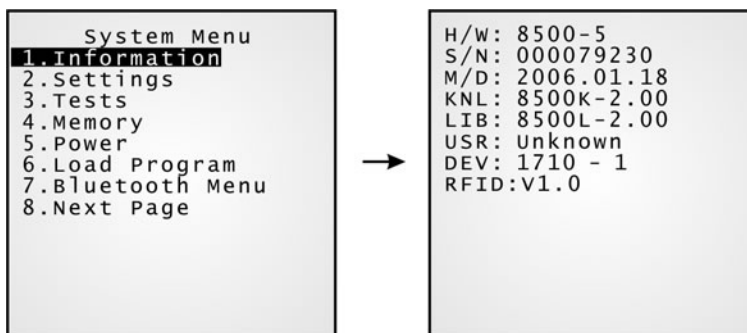 System Menu
1.Information
2.Settings
3.Tests
4.Memory
5.Power
6.Load Program
7.Bluetooth Menu
8.Next Page
H/W: 8500-5
S/N: 000079230
M/D: 2006.01.18
KNL: 8500K-2.00
LIB: 8500L-2.00
USR: Unknown
DEV: 1710 - 1
RFID:V1.0